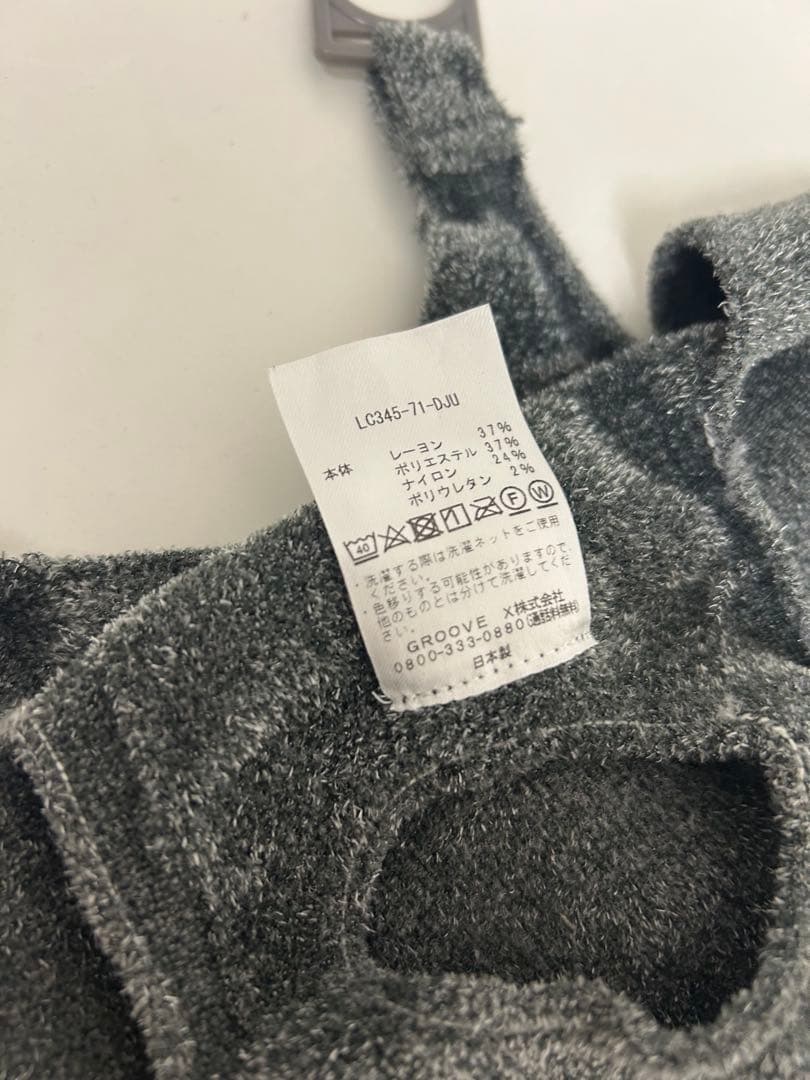 LC345-71-DJU
本体 レーヨン 37%
ポリエステル 37%
ナイロン 24%
ポリウレタン 2%
40 F W
・洗濯する際は洗濯ネットをご使用
ください。
・色移りする可能性がありますので、
他のものとは分けて洗濯してくだ
さい。
GROOVE X株式会社
0800-333-0880(通話料無料)
日本製